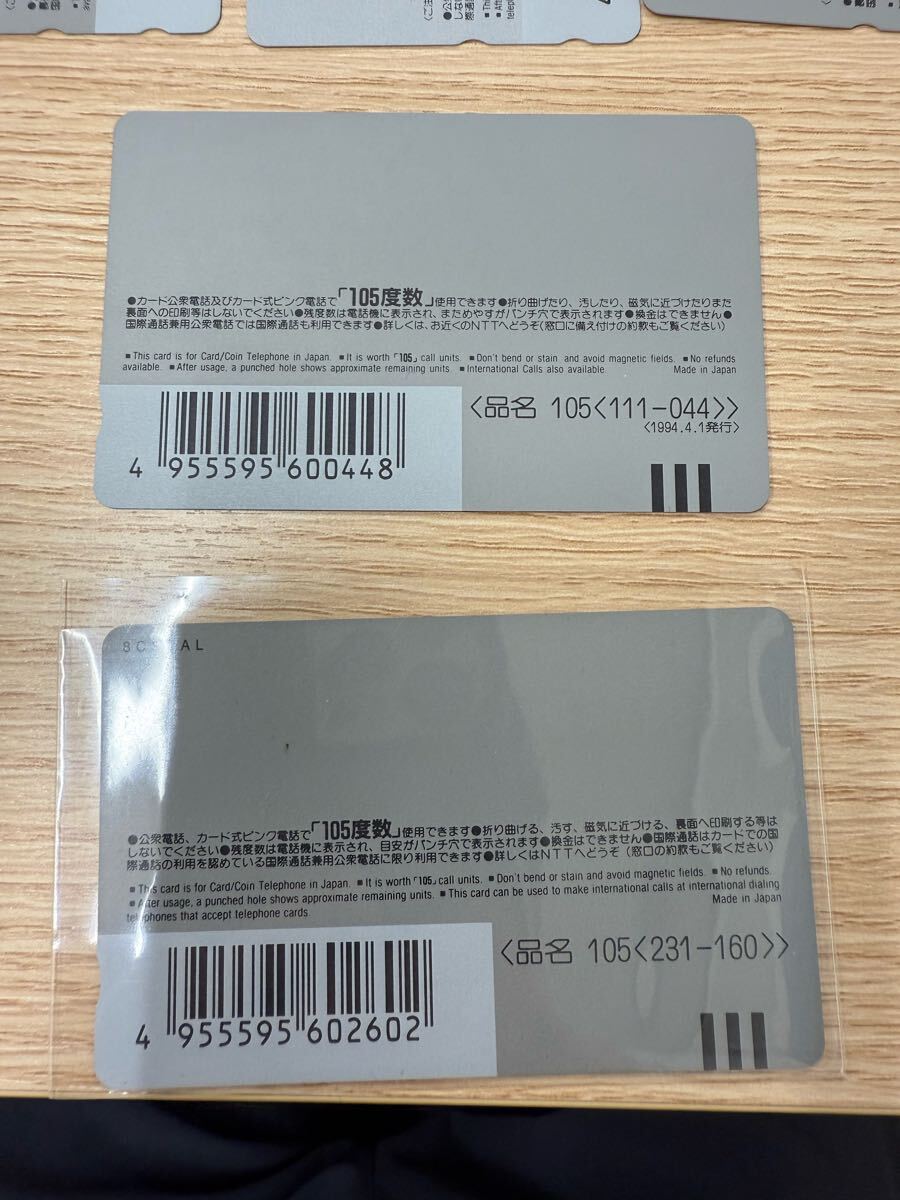 ●カード公衆電話及びカード式ピンク電話で「105度数」使用できます●折り曲げたり、汚したり、磁気に近づけたりまた
裏面への印刷等はしないでください●残度数は電話機に表示され、まためやすがパンチ穴で表示されます●換金はできません●
国際通話兼用公衆電話では国際通話も利用できます●詳しくは、お近くのNTTへどうぞ(窓口に備え付けの約款もご覧ください)
■ This card is for Card/Coin Telephone in Japan. ■ It is worth「105」call units. ■ Don't bend or stain and avoid magnetic fields. ■ No refunds
available. ■ After usage, a punched hole shows approximate remaining units. ■ International Calls also available. Made in Japan
〈品名 105〈111-044〉〉
〈1994.4.1発行〉
4 955595 600448
●公衆電話、カード式ピンク電話で「105度数」使用できます●折り曲げる、汚す、磁気に近づける、裏面へ印刷する等は
しないでください●残度数は電話機に表示され、目安がパンチ穴で表示されます●換金はできません●国際通話はカードでの国
際通話の利用を認めている国際通話兼用公衆電話に限り利用できます●詳しくはNTTへどうぞ(窓口の約款もご覧ください)
■ This card is for Card/Coin Telephone in Japan. ■ It is worth「105」call units. ■ Don't bend or stain and avoid magnetic fields. ■ No refunds.
■ After usage, a punched hole shows approximate remaining units. ■ This card can be used to make international calls at international dialing
telephones that accept telephone cards. Made in Japan
〈品名 105〈231-160〉〉
4 955595 602602